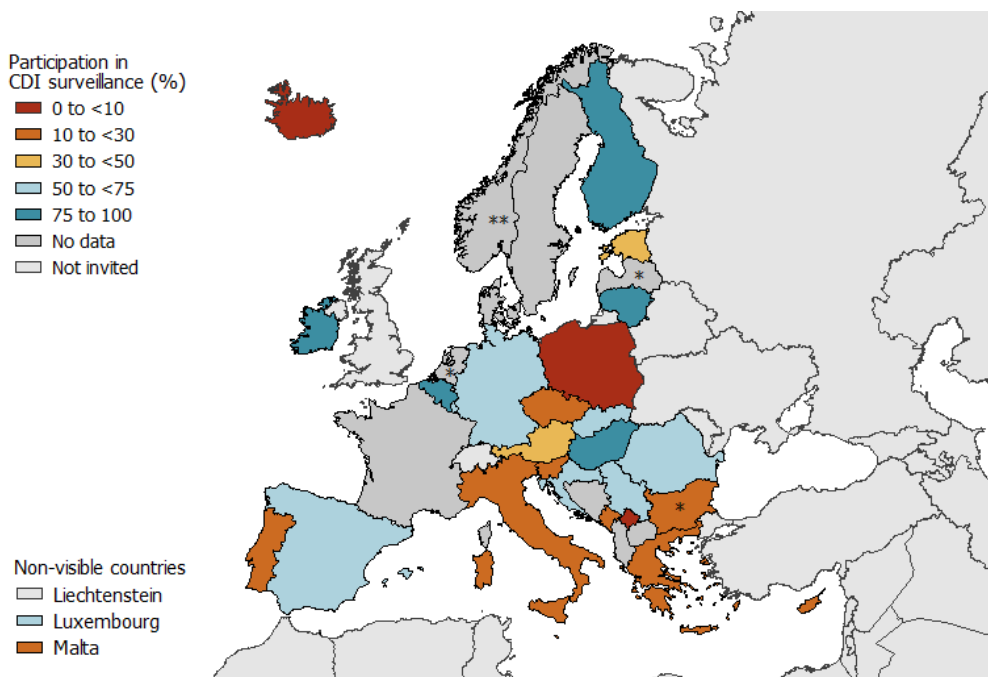 Participation in
CDI surveillance (%)
0 to <10
10 to <30
30 to <50
50 to <75
75 to 100
No data
Not invited
**
*
*
*
Non-visible countries
Liechtenstein
Luxembourg
Malta